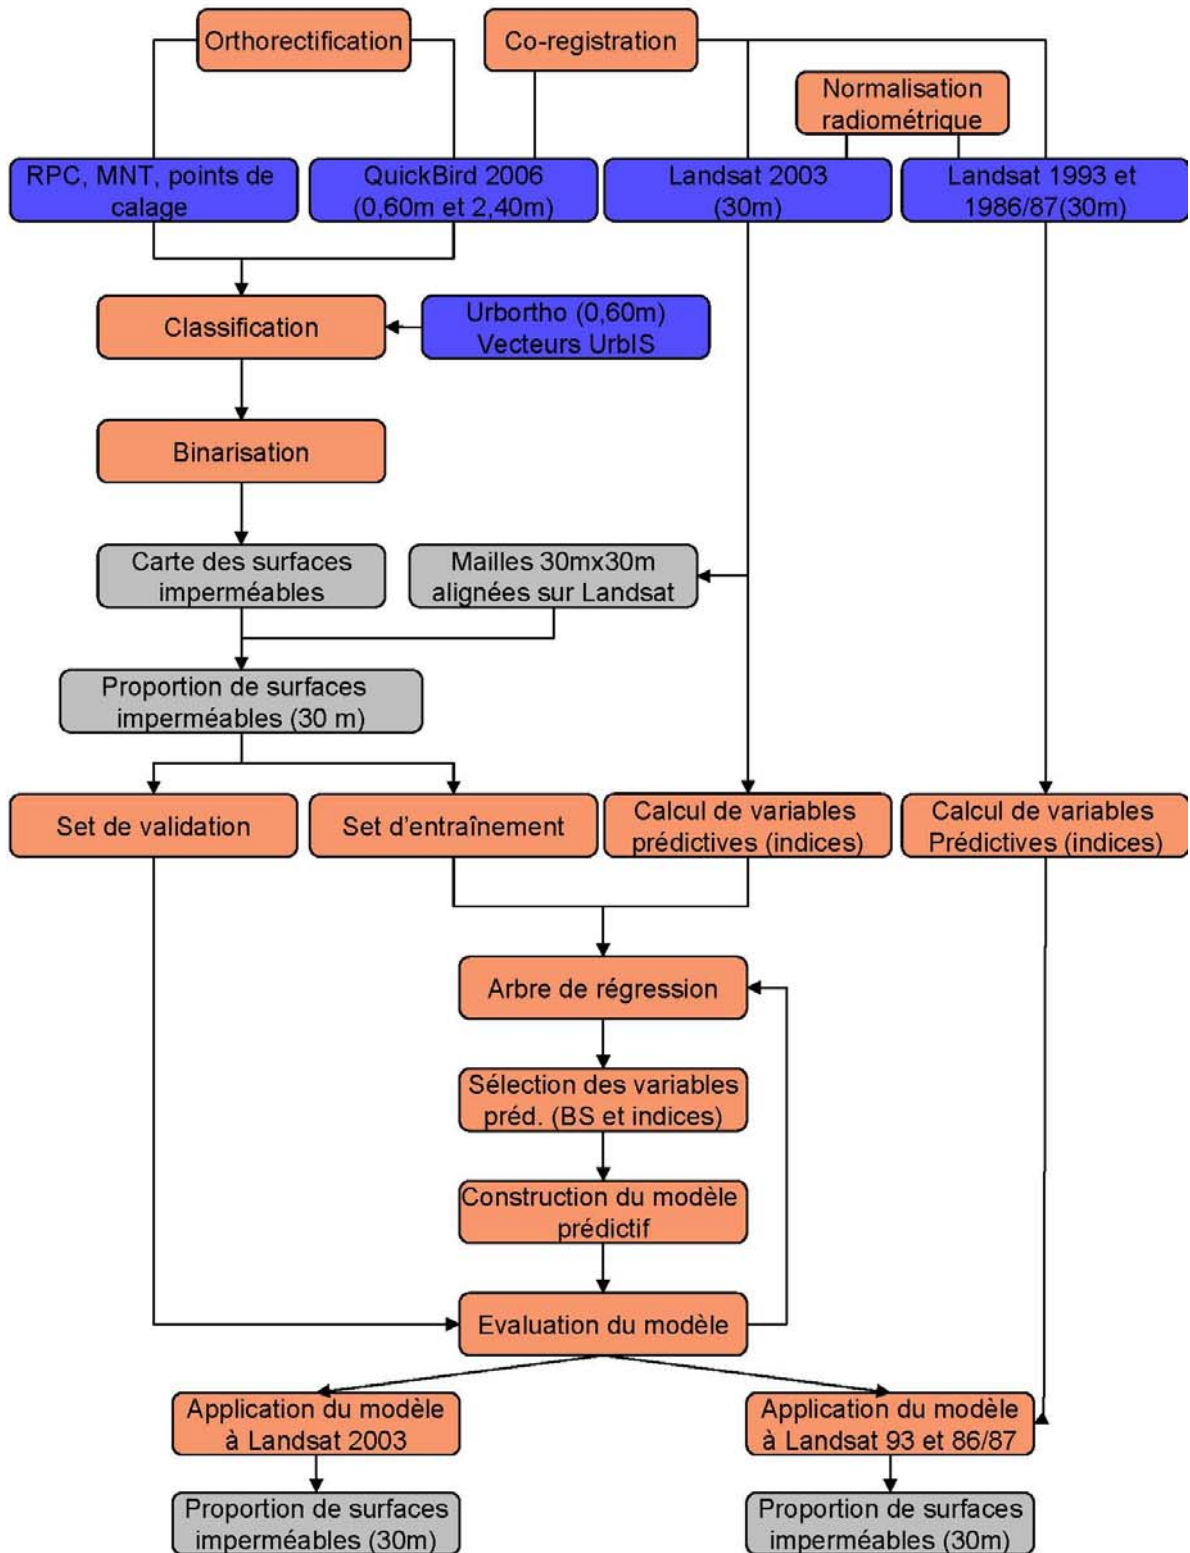 Orthorectification
Co-registration
Normalisation
radiométrique
RPC, MNT, points de
calage
QuickBird 2006
(0,60m et 2,40m)
Landsat 2003
(30m)
Landsat 1993 et
1986/87(30m)
Classification
Urbortho (0,60m)
Vecteurs UrbIS
Binarisation
Carte des surfaces
imperméables
Mailles 30mx30m
alignées sur Landsat
Proportion de surfaces
imperméables (30 m)
Set de validation
Set d'entraînement
Calcul de variables
prédictives (indices)
Calcul de variables
Prédictives (indices)
Arbre de régression
Sélection des variables
préd. (BS et indices)
Construction du modèle
prédictif
Evaluation du modèle
Application du modèle
à Landsat 2003
Application du modèle
à Landsat 93 et 86/87
Proportion de surfaces
imperméables (30m)
Proportion de surfaces
imperméables (30m)